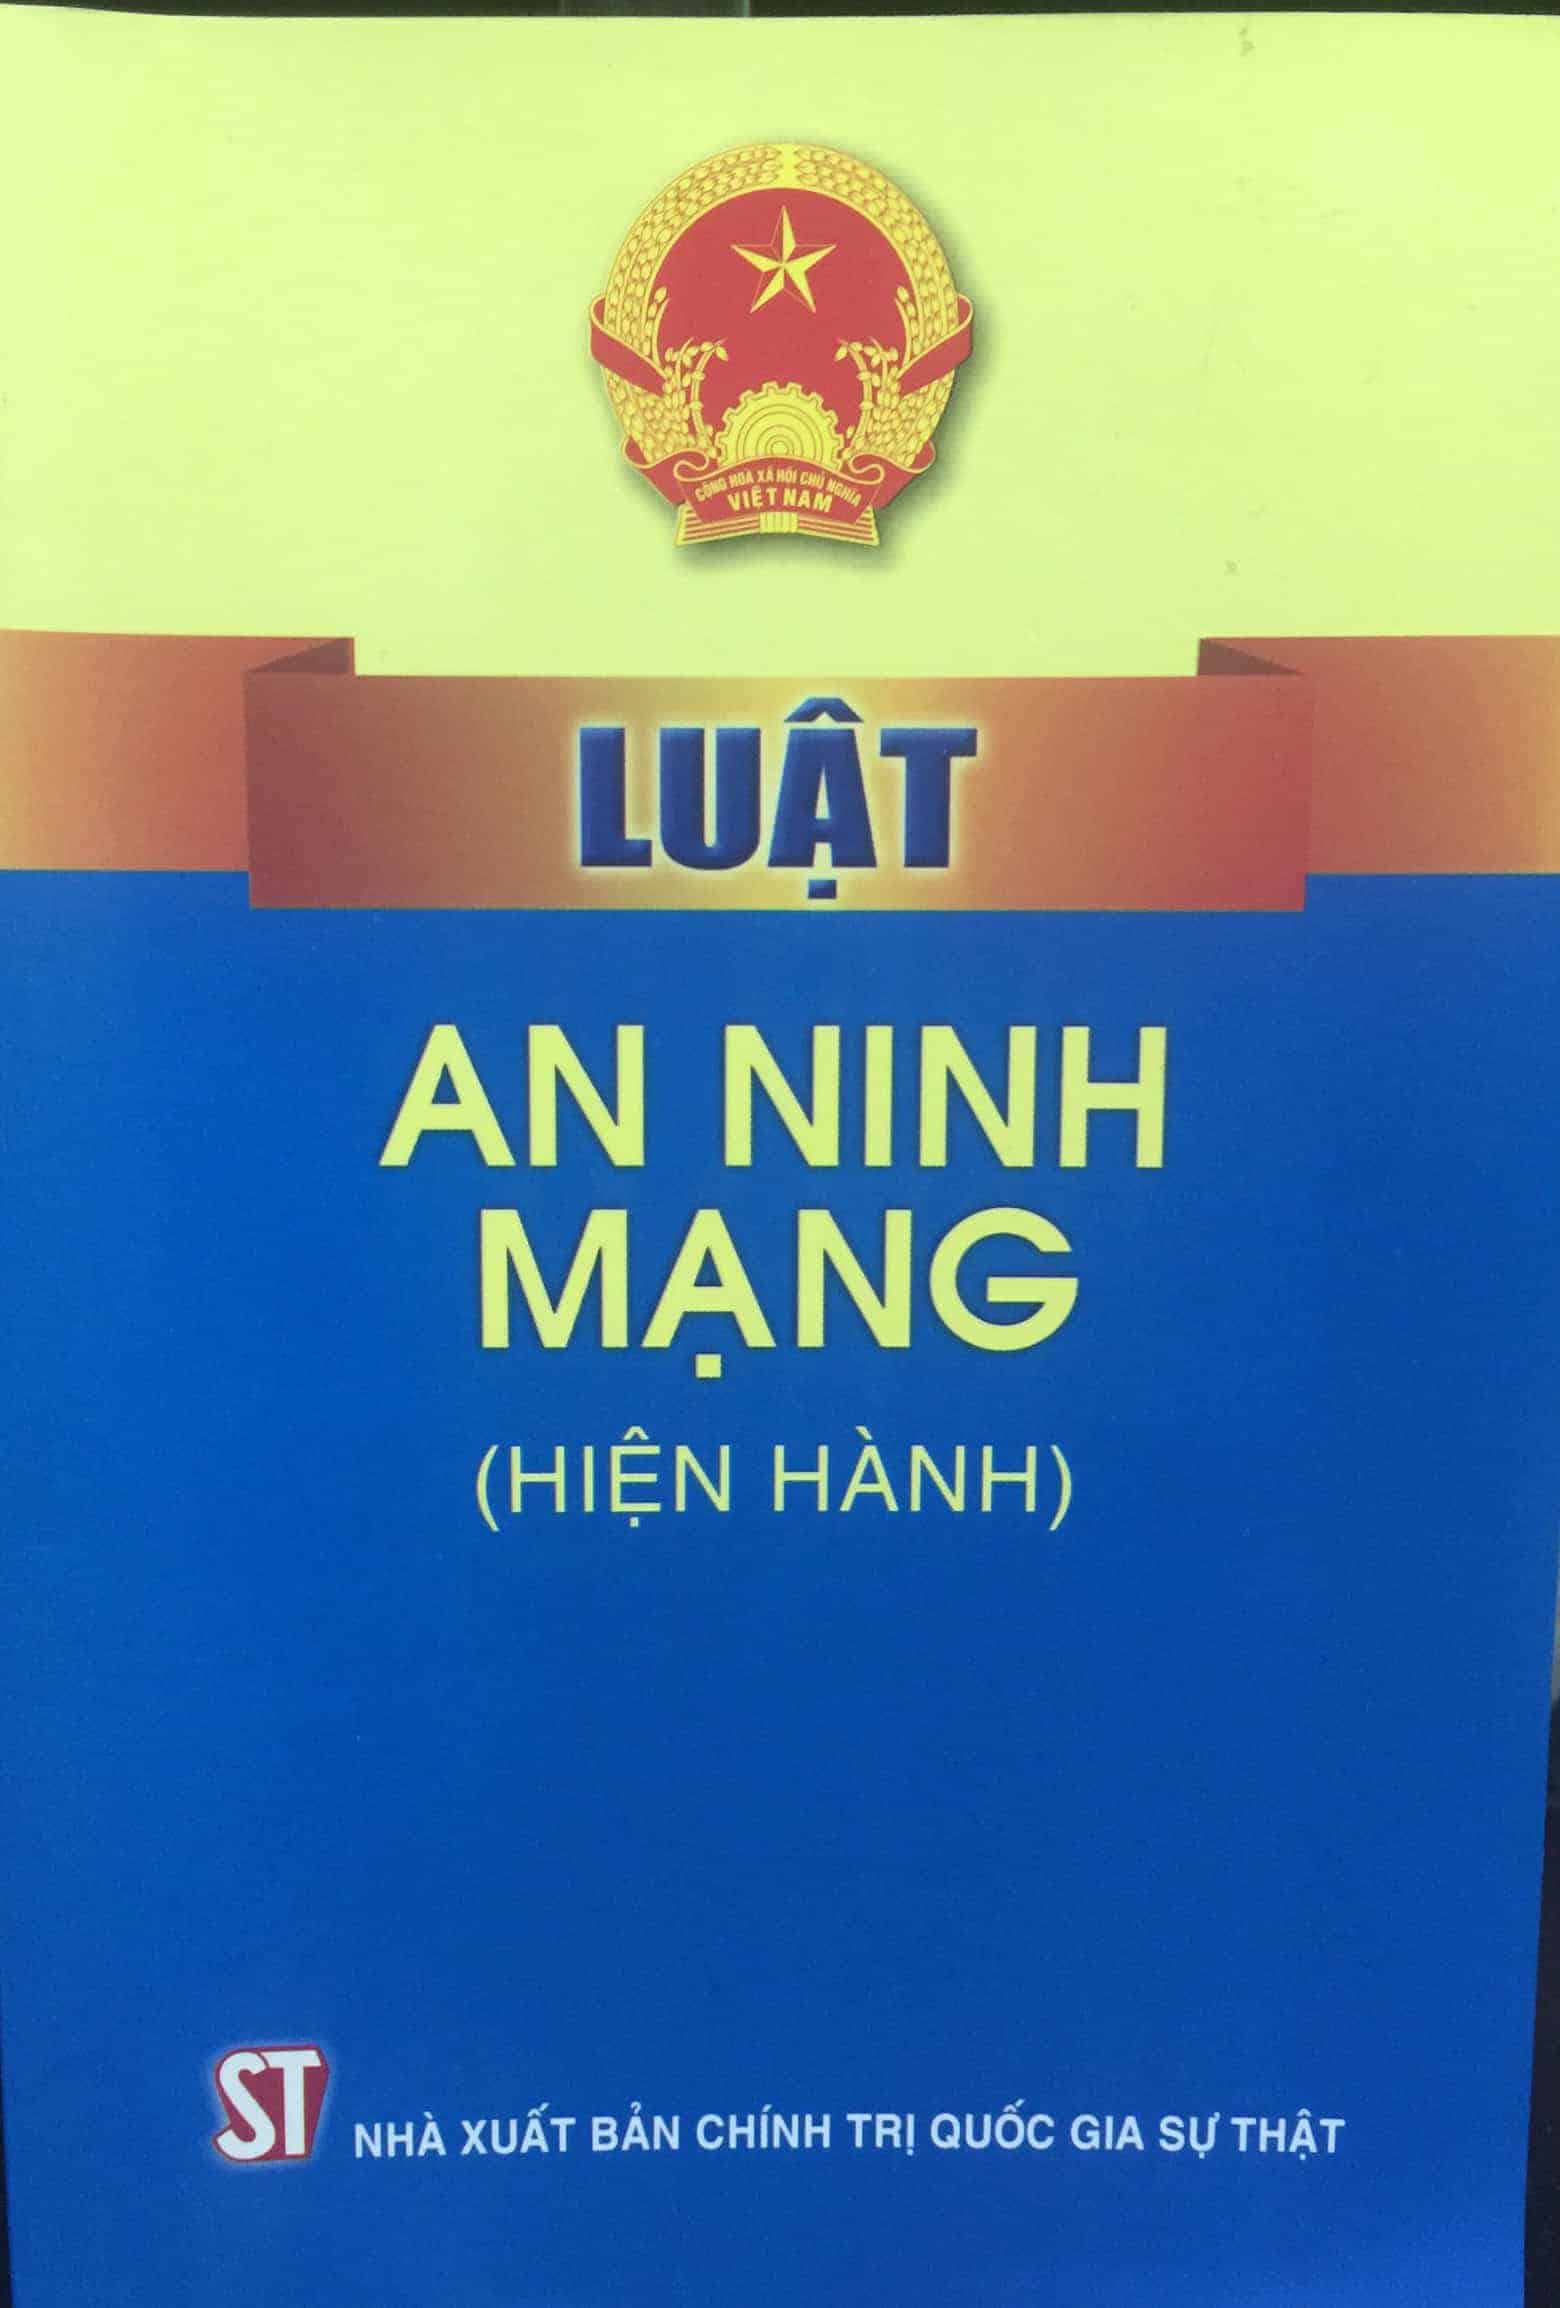 CỘNG HOÀ XÃ HỘI CHỦ NGHĨA
VIỆT NAM
LUẬT
AN NINH
MẠNG
(HIỆN HÀNH)
ST
NHÀ XUẤT BẢN CHÍNH TRỊ QUỐC GIA SỰ THẬT